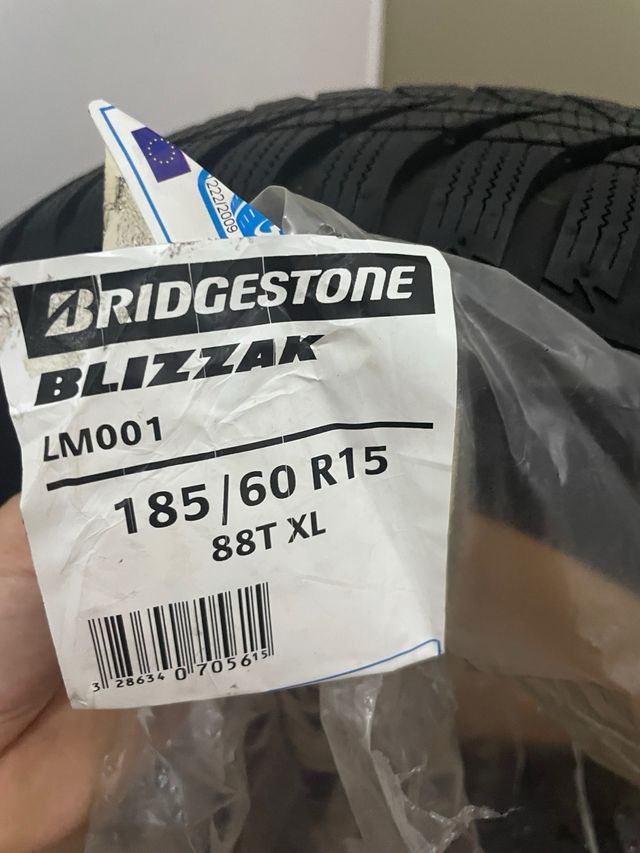 222/2009
BRIDGESTONE
BLIZZAK
LM001
185/60 R15
88T XL
3 286340 705615